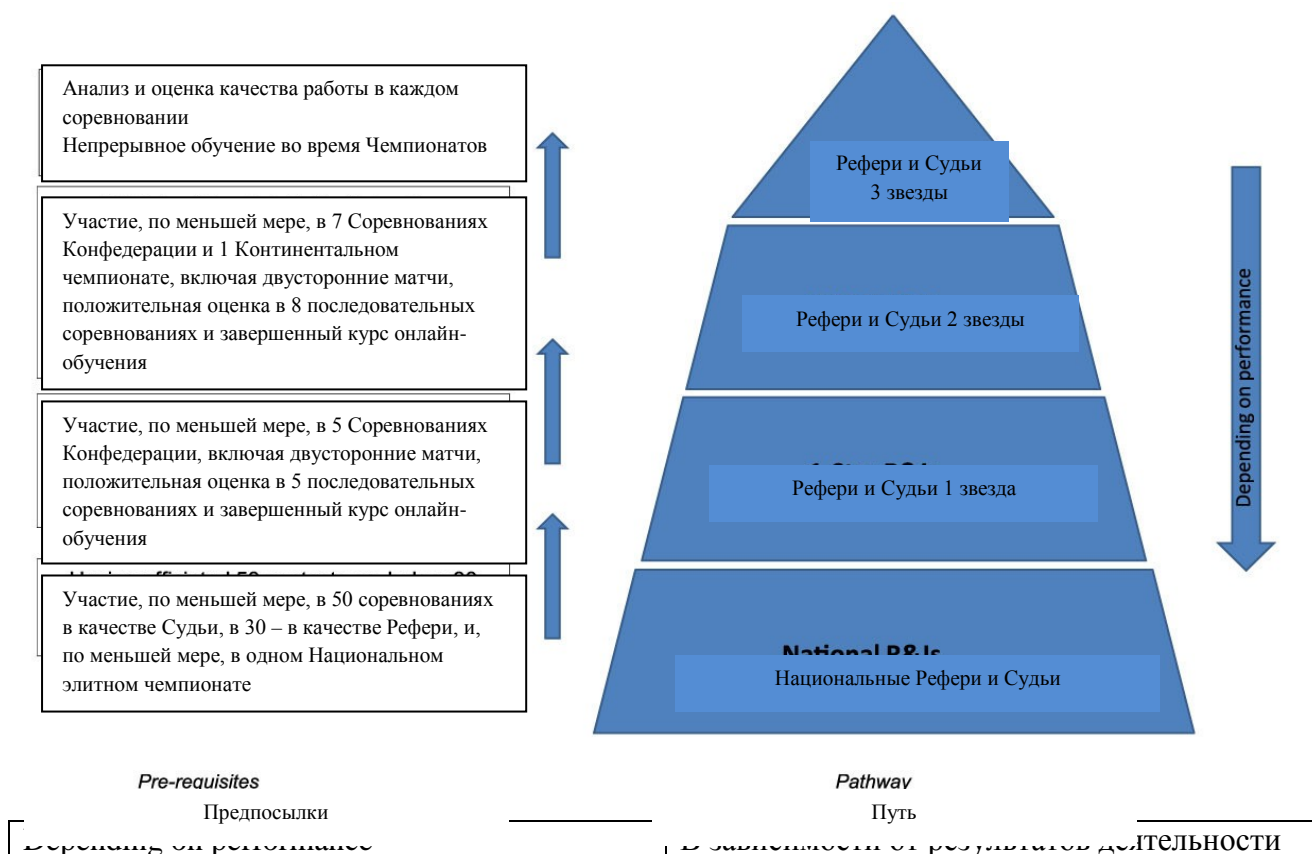 Анализ и оценка качества работы в каждом
соревновании
Непрерывное обучение во время Чемпионатов
Участие, по меньшей мере, в 7 Соревнованиях
Конфедерации и 1 Континентальном
чемпионате, включая двусторонние матчи,
положительная оценка в 8 последовательных
соревнованиях и завершенный курс онлайн-
обучения
Участие, по меньшей мере, в 5 Соревнованиях
Конфедерации, включая двусторонние матчи,
положительная оценка в 5 последовательных
соревнованиях и завершенный курс онлайн-
обучения
Участие, по меньшей мере, в 50 соревнованиях
в качестве Судьи, в 30 – в качестве Рефери, и,
по меньшей мере, в одном Национальном
элитном чемпионате
Рефери и Судьи
3 звезды
Рефери и Судьи 2 звезды
Рефери и Судьи 1 звезда
National R&Js
Национальные Рефери и Судьи
Depending on performance
Pre-requisites
Pathway
Предпосылки
Путь
Depending on performance
В зависимости от результатов деятельности